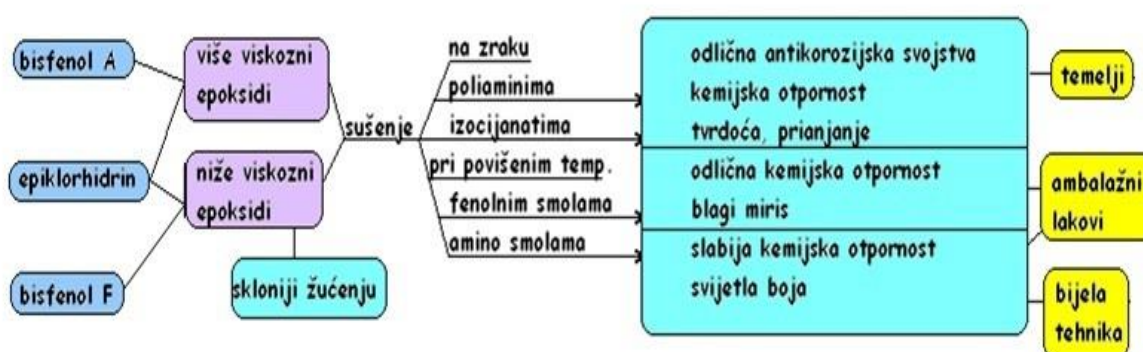 bisfenol A
epiklorhidrin
bisfenol F
više viskozni
epoksidi
niže viskozni
epoksidi
skloniji žućenju
sušenje
na zraku
poliaminima
izocijanatima
pri povišenim temp.
fenolnim smolama
amino smolama
odlična antikorozijska svojstva
kemijska otpornost
tvrdoća, prianjanje
odlična kemijska otpornost
blagi miris
slabija kemijska otpornost
svijetla boja
temelji
ambalažni
lakovi
bijela
tehnika